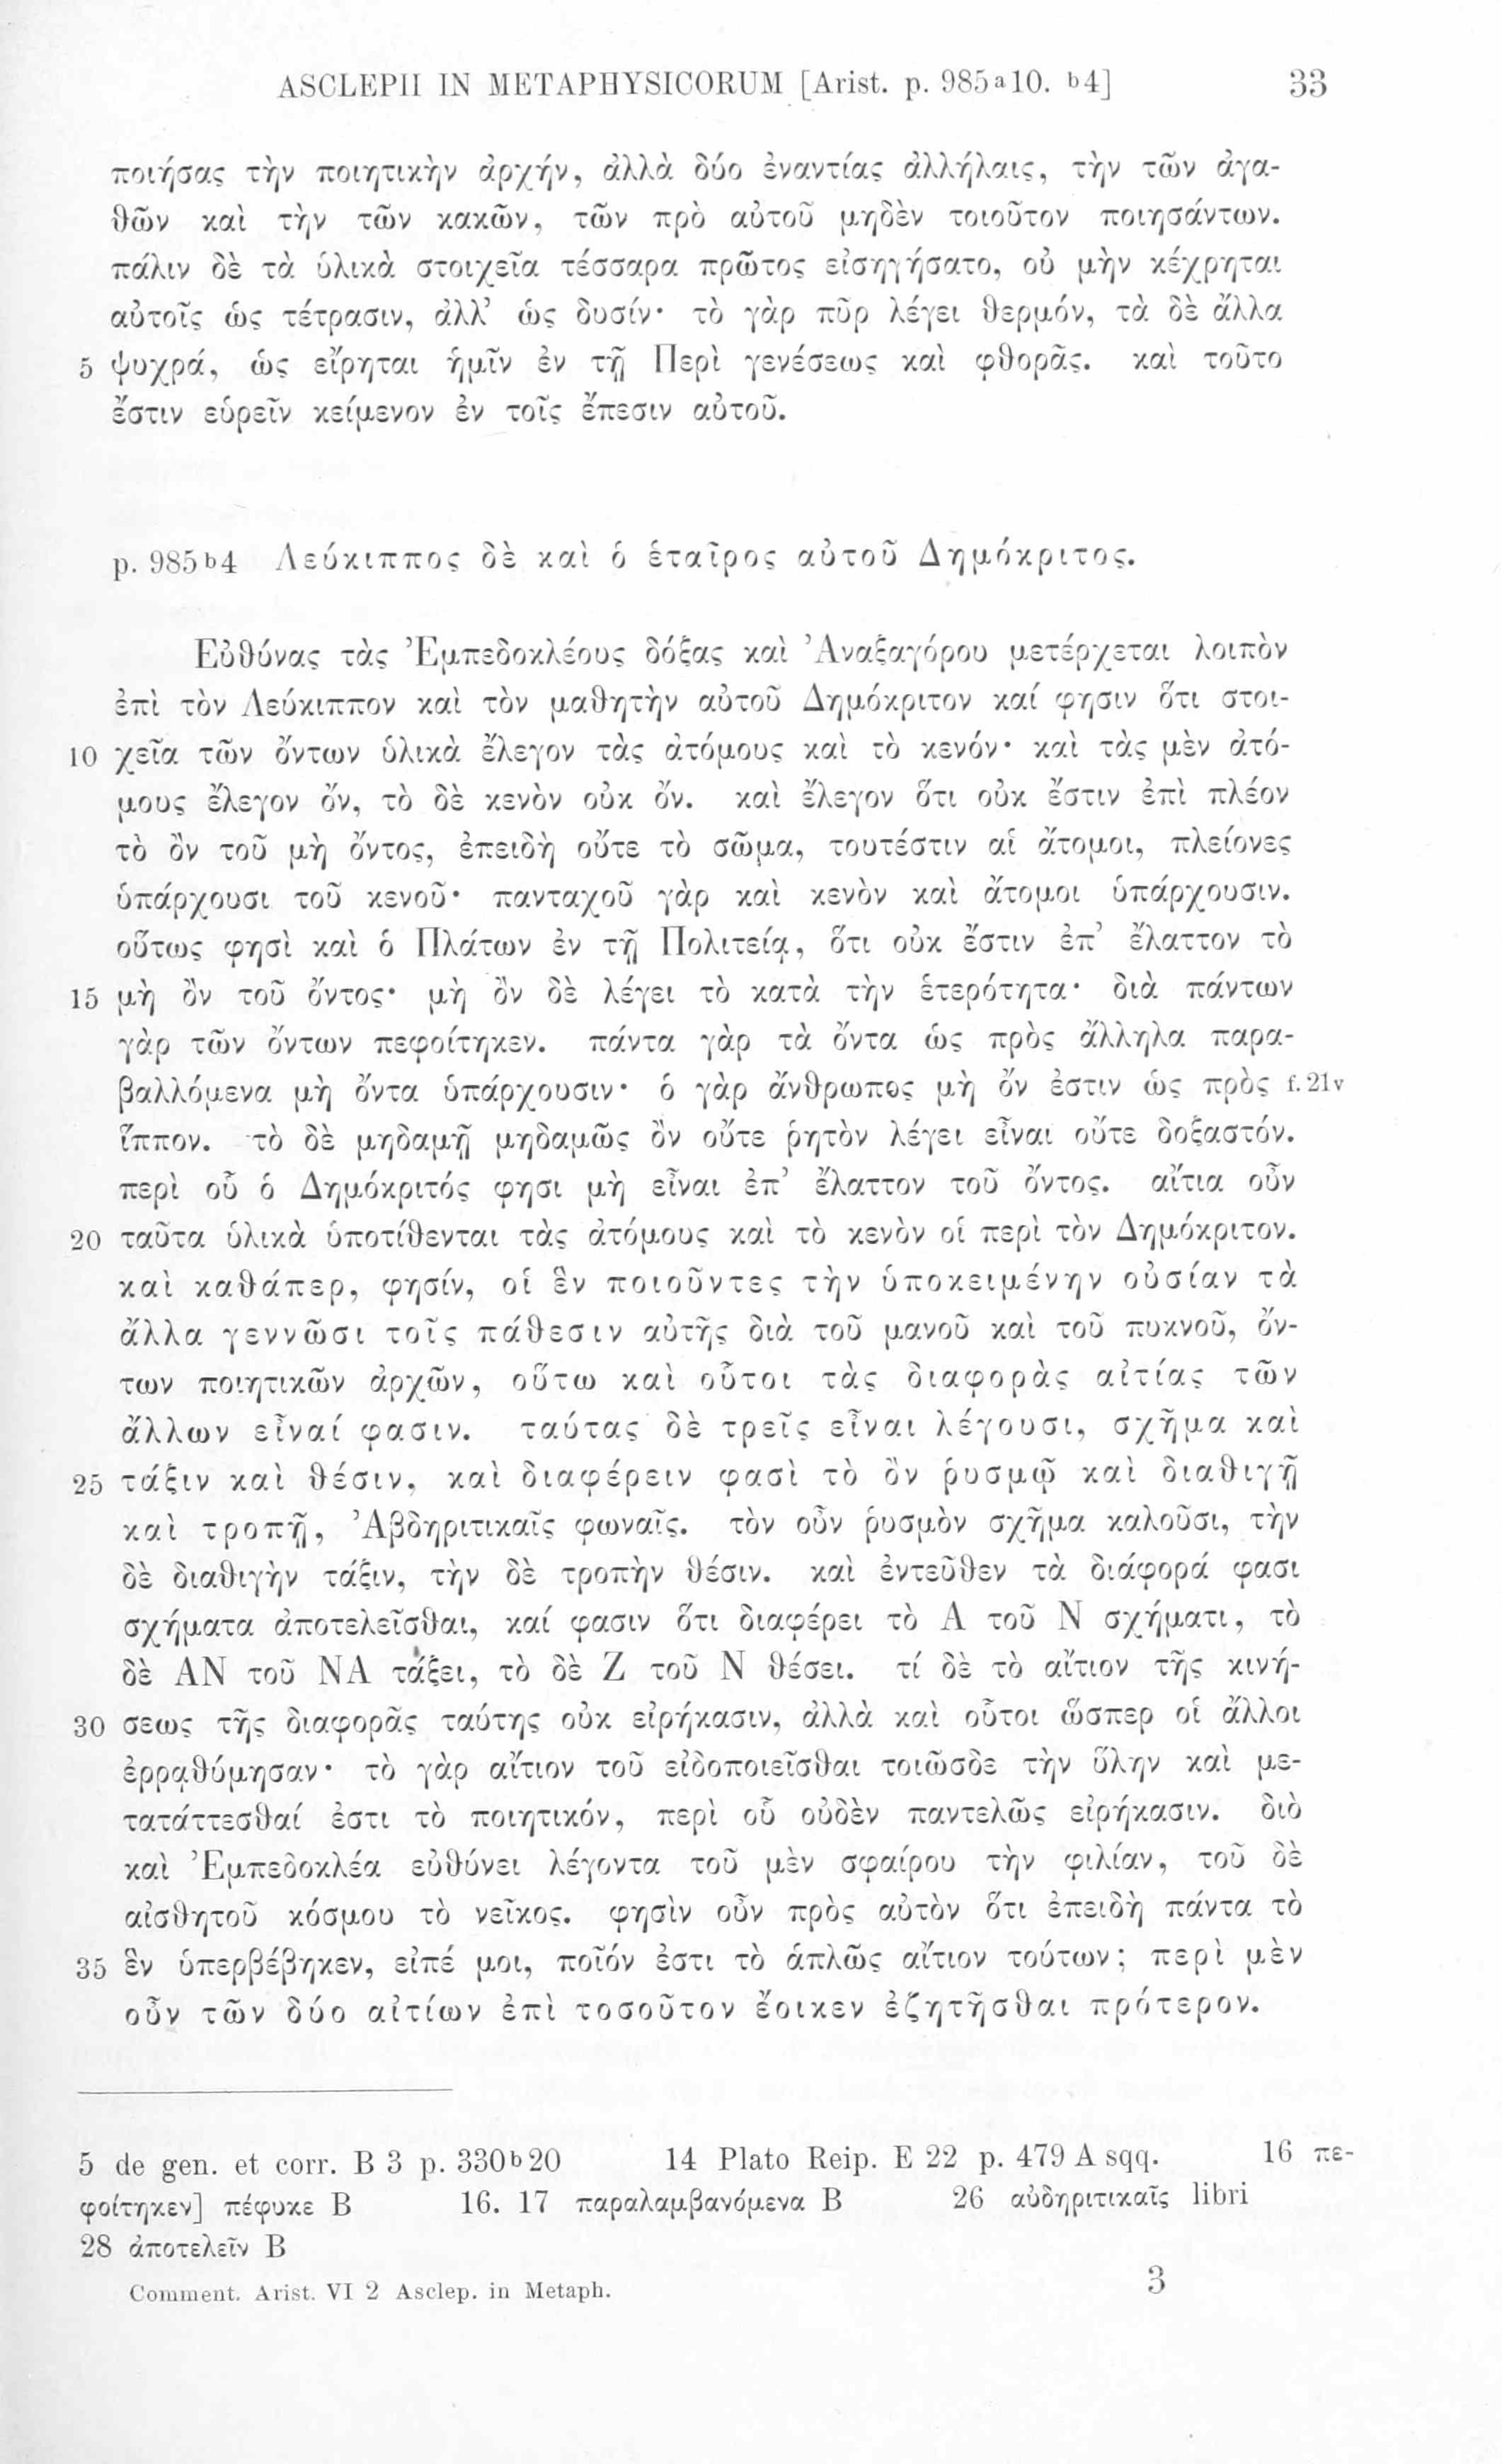 ASCLEPII IN METAPHYSICORUM [Arist. p. 985a10. b4] 33
ποιήσας τὴν ποιητικὴν ἀρχήν, ἀλλὰ δύο ἐναντίας ἀλλήλαις, τὴν τῶν ἀγα-
θῶν καὶ τὴν τῶν κακῶν, τῶν πρὸ αὐτοῦ μηδὲν τοιοῦτον ποιησάντων.
πάλιν δὲ τὰ ὑλικὰ στοιχεῖα τέσσαρα πρῶτος εἰσηγήσατο, οὐ μὴν κέχρηται
αὐτοῖς ὡς τέτρασιν, ἀλλ’ ὡς δυσίν· τὸ γὰρ πῦρ λέγει θερμόν, τὰ δὲ ἄλλα
5 ψυχρά, ὡς εἴρηται ἡμῖν ἐν τῇ Περὶ γενέσεως καὶ φθορᾶς. καὶ τοῦτο
ἔστιν εὑρεῖν κείμενον ἐν τοῖς ἔπεσιν αὐτοῦ.
p. 985b4 Λεύκιππος δὲ καὶ ὁ ἑταῖρος αὐτοῦ Δημόκριτος.
Εὐθύνας τὰς Ἐμπεδοκλέους δόξας καὶ Ἀναξαγόρου μετέρχεται λοιπὸν
ἐπὶ τὸν Λεύκιππον καὶ τὸν μαθητὴν αὐτοῦ Δημόκριτον καί φησιν ὅτι στοι-
10 χεῖα τῶν ὄντων ὑλικὰ ἔλεγον τὰς ἀτόμους καὶ τὸ κενόν· καὶ τὰς μὲν ἀτό-
μους ἔλεγον ὄν, τὸ δὲ κενὸν οὐκ ὄν. καὶ ἔλεγον ὅτι οὐκ ἔστιν ἐπὶ πλέον
τὸ ὂν τοῦ μὴ ὄντος, ἐπειδὴ οὔτε τὸ σῶμα, τουτέστιν αἱ ἄτομοι, πλείονες
ὑπάρχουσι τοῦ κενοῦ· πανταχοῦ γὰρ καὶ κενὸν καὶ ἄτομοι ὑπάρχουσιν.
οὕτως φησὶ καὶ ὁ Πλάτων ἐν τῇ Πολιτείᾳ, ὅτι οὐκ ἔστιν ἐπ’ ἔλαττον τὸ
15 μὴ ὂν τοῦ ὄντος· μὴ ὂν δὲ λέγει τὸ κατὰ τὴν ἑτερότητα· διὰ πάντων
γὰρ τῶν ὄντων πεφοίτηκεν. πάντα γὰρ τὰ ὄντα ὡς πρὸς ἄλληλα παρα-
βαλλόμενα μὴ ὄντα ὑπάρχουσιν· ὁ γὰρ ἄνθρωπος μὴ ὄν ἐστιν ὡς πρὸς f. 21v
ἵππον. τὸ δὲ μηδαμῇ μηδαμῶς ὂν οὔτε ῥητὸν λέγει εἶναι οὔτε δοξαστόν.
περὶ οὗ ὁ Δημόκριτός φησι μὴ εἶναι ἐπ’ ἔλαττον τοῦ ὄντος. αἴτια οὖν
20 ταῦτα ὑλικὰ ὑποτίθενται τὰς ἀτόμους καὶ τὸ κενὸν οἱ περὶ τὸν Δημόκριτον.
καὶ καθάπερ, φησίν, οἱ ἓν ποιοῦντες τὴν ὑποκειμένην οὐσίαν τὰ
ἄλλα γεννῶσι τοῖς πάθεσιν αὐτῆς διὰ τοῦ μανοῦ καὶ τοῦ πυκνοῦ, ὄν-
των ποιητικῶν ἀρχῶν, οὕτω καὶ οὗτοι τὰς διαφορὰς αἰτίας τῶν
ἄλλων εἶναί φασιν. ταύτας δὲ τρεῖς εἶναι λέγουσι, σχῆμα καὶ
25 τάξιν καὶ θέσιν, καὶ διαφέρειν φασὶ τὸ ὂν ῥυσμῷ καὶ διαθιγῇ
καὶ τροπῇ, Ἀβδηριτικαῖς φωναῖς. τὸν οὖν ῥυσμὸν σχῆμα καλοῦσι, τὴν
δὲ διαθιγὴν τάξιν, τὴν δὲ τροπὴν θέσιν. καὶ ἐντεῦθεν τὰ διάφορά φασι
σχήματα ἀποτελεῖσθαι, καί φασιν ὅτι διαφέρει τὸ Α τοῦ Ν σχήματι, τὸ
δὲ ΑΝ τοῦ ΝΑ τάξει, τὸ δὲ Ζ τοῦ Ν θέσει. τί δὲ τὸ αἴτιον τῆς κινή-
30 σεως τῆς διαφορᾶς ταύτης οὐκ εἰρήκασιν, ἀλλὰ καὶ οὗτοι ὥσπερ οἱ ἄλλοι
ἐρρᾳθύμησαν· τὸ γὰρ αἴτιον τοῦ εἰδοποιεῖσθαι τοιῶσδε τὴν ὕλην καὶ με-
τατάττεσθαί ἐστι τὸ ποιητικόν, περὶ οὗ οὐδὲν παντελῶς εἰρήκασιν. διὸ
καὶ Ἐμπεδοκλέα εὐθύνει λέγοντα τοῦ μὲν σφαίρου τὴν φιλίαν, τοῦ δὲ
αἰσθητοῦ κόσμου τὸ νεῖκος. φησὶν οὖν πρὸς αὐτὸν ὅτι ἐπειδὴ πάντα τὸ
35 ἓν ὑπερβέβηκεν, εἰπέ μοι, ποῖόν ἐστι τὸ ἁπλῶς αἴτιον τούτων; περὶ μὲν
οὖν τῶν δύο αἰτίων ἐπὶ τοσοῦτον ἔοικεν ἐζητῆσθαι πρότερον.
5 de gen. et corr. B 3 p. 330b20 14 Plato Reip. E 22 p. 479 A sqq. 16 πε-
φοίτηκεν] πέφυκε B 16. 17 παραλαμβανόμενα B 26 αὐδηριτικαῖς libri
28 ἀποτελεῖν B
Comment. Arist. VI 2 Asclep. in Metaph. 3